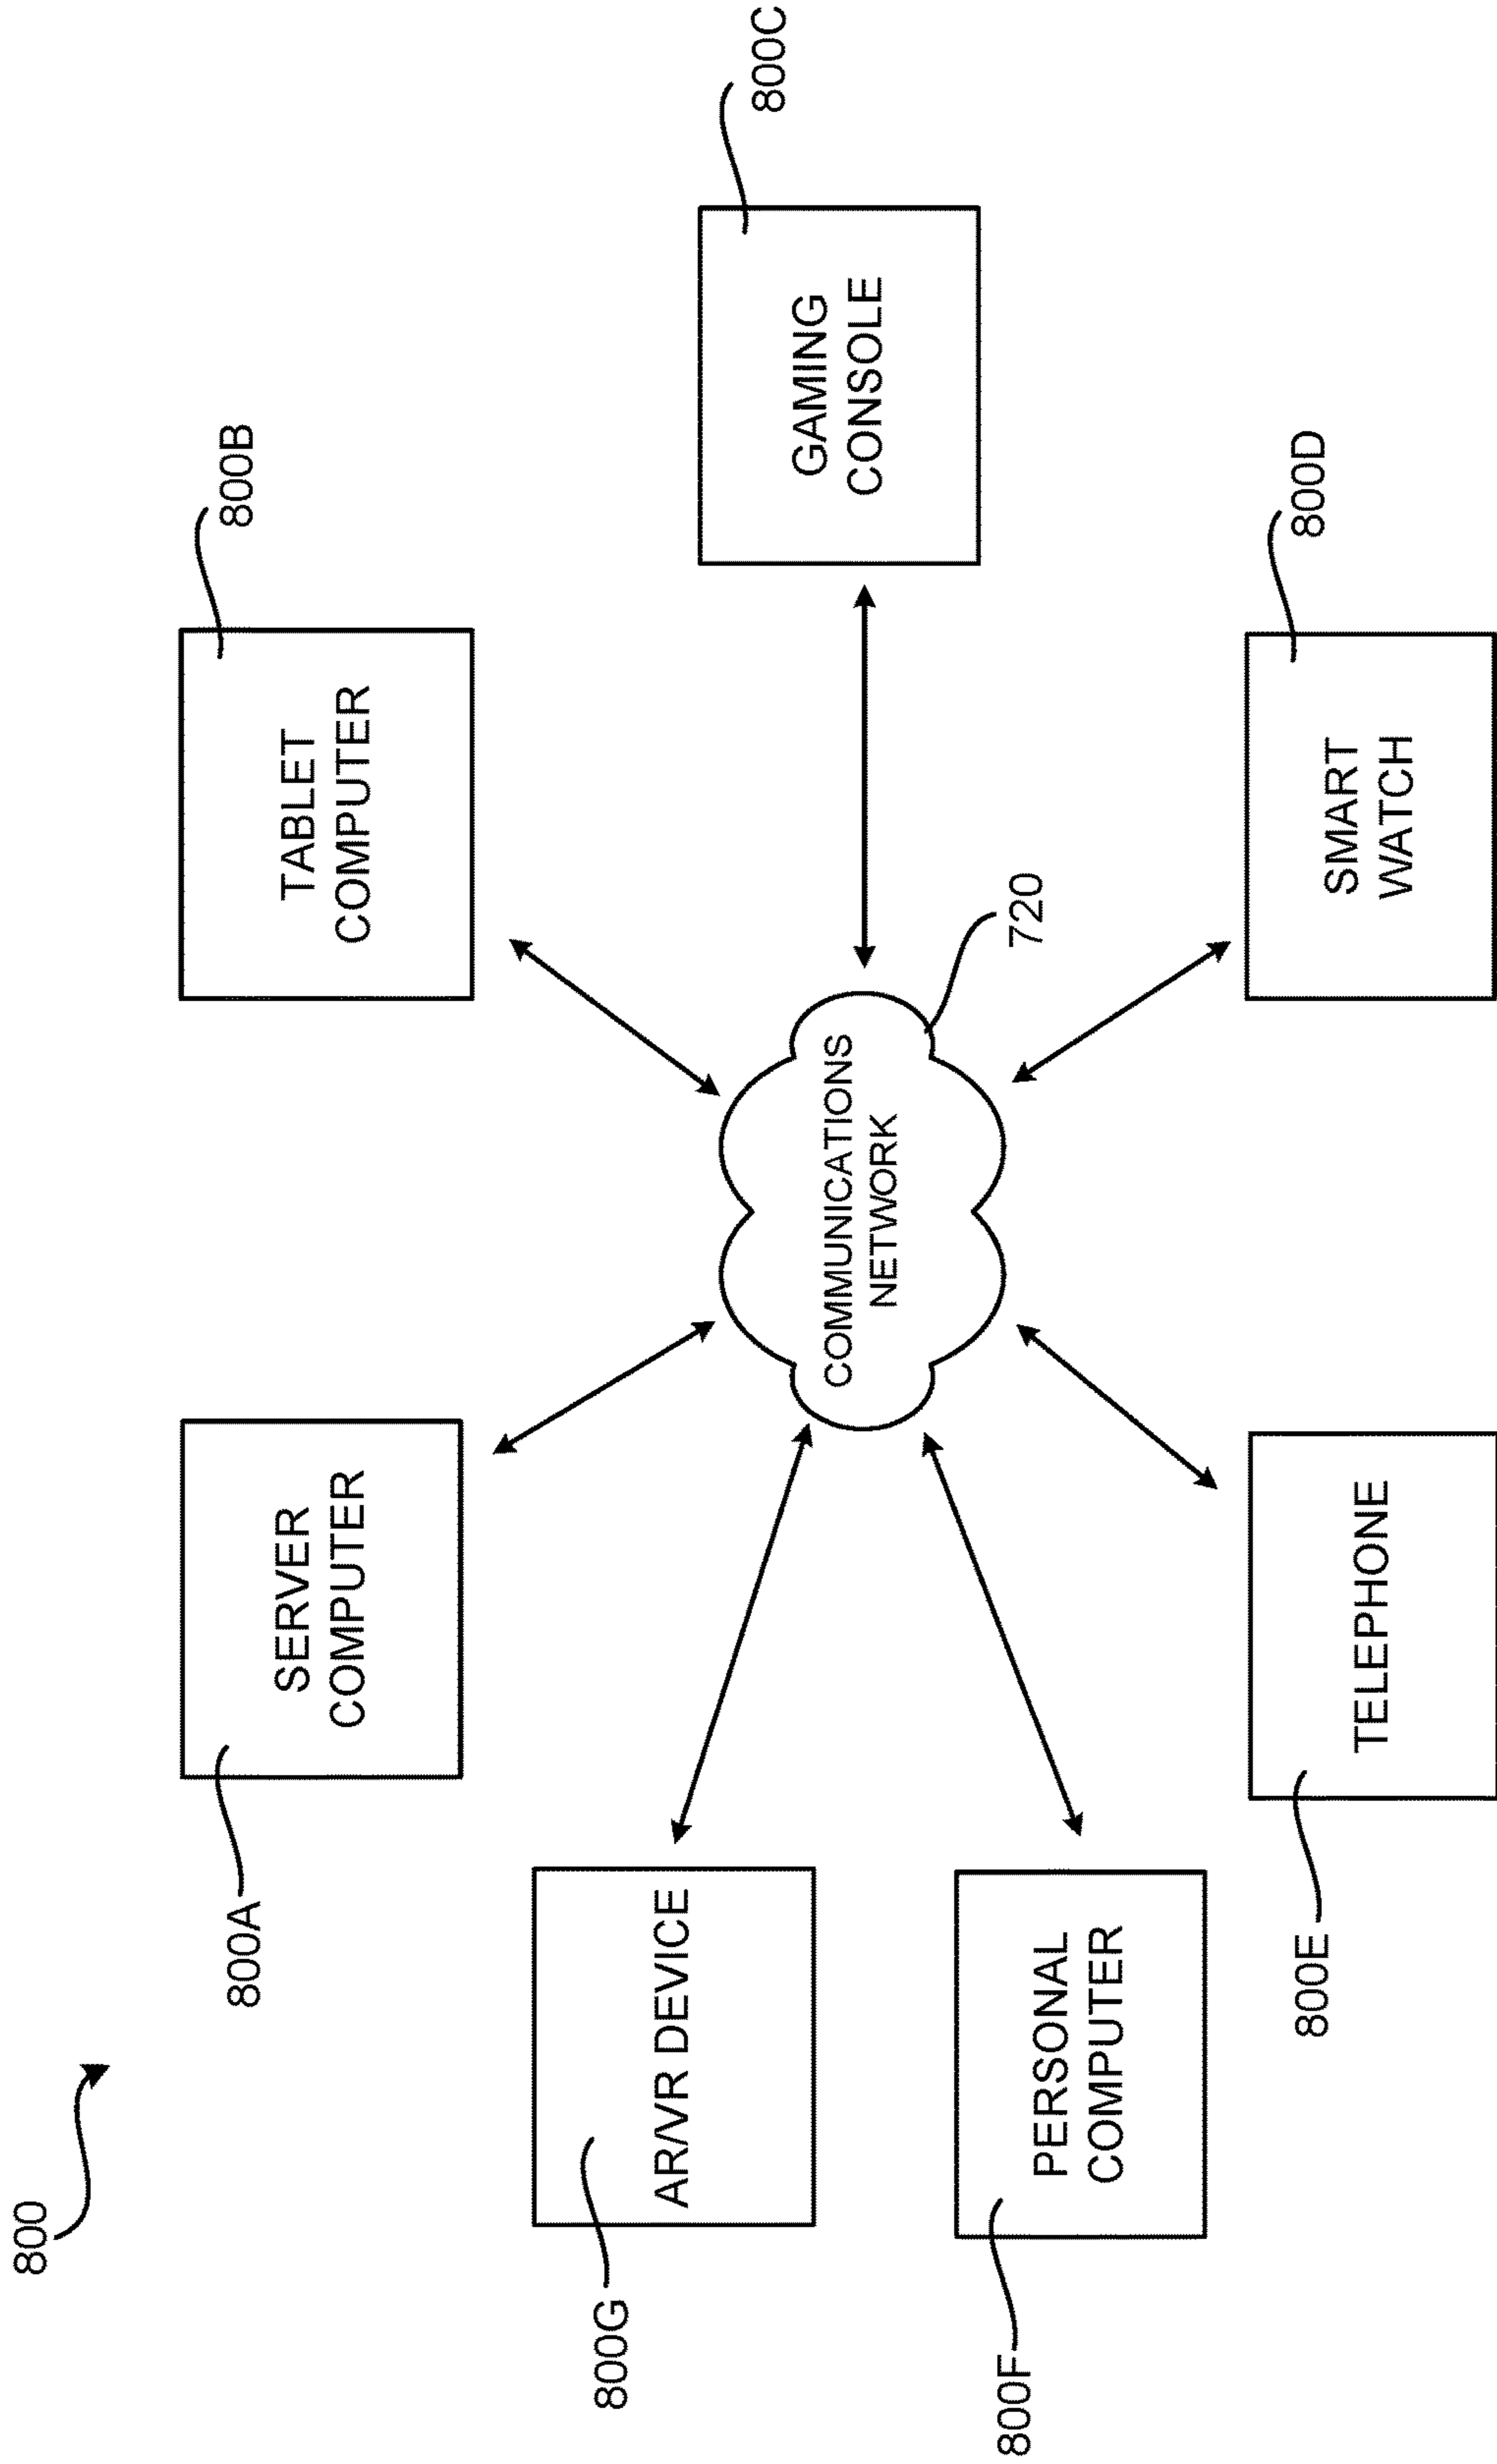 800
800A
SERVER
COMPUTER
TABLET
COMPUTER
800B
800G
AR/VR DEVICE
COMMUNICATIONS
NETWORK
720
GAMING
CONSOLE
800C
800F
PERSONAL
COMPUTER
800E
TELEPHONE
SMART
WATCH
800D